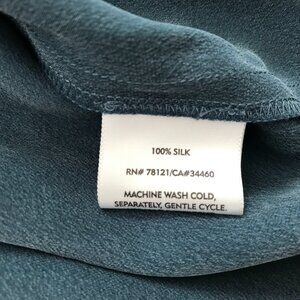 100% SILK
RN# 78121/CA#34460
MACHINE WASH COLD,
SEPARATELY, GENTLE CYCLE.